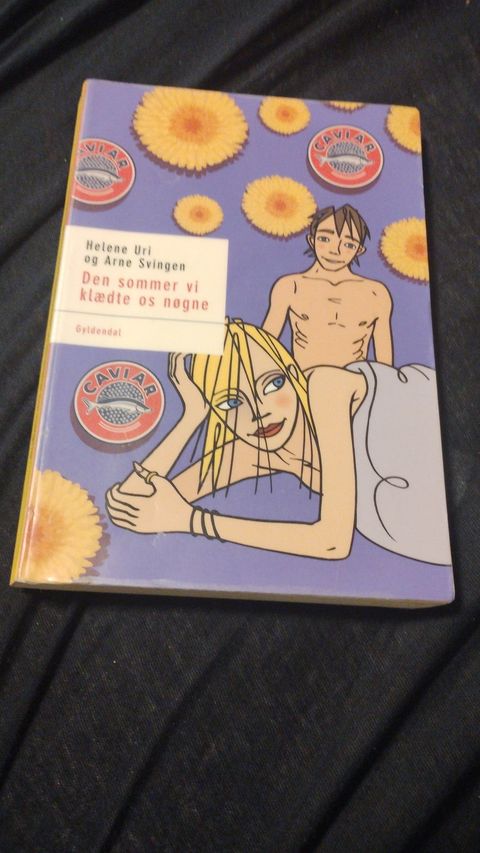 CAVIAR
CAVIAR
Helene Uri
og Arne Svingen
Den sommer vi
klædte os nøgne
Gyldendal
CAVIAR